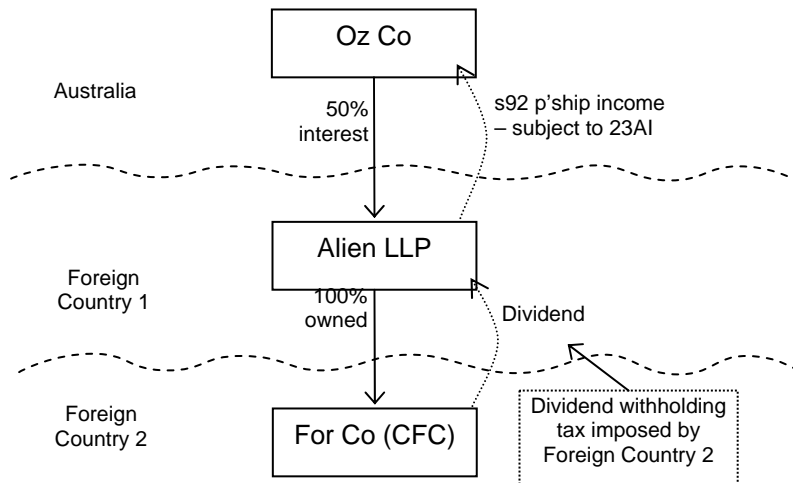 Oz Co
Australia
50%
interest
s92 p'ship income
– subject to 23AI
Alien LLP
Foreign
Country 1
100%
owned
Dividend
Foreign
Country 2
For Co (CFC)
Dividend withholding
tax imposed by
Foreign Country 2